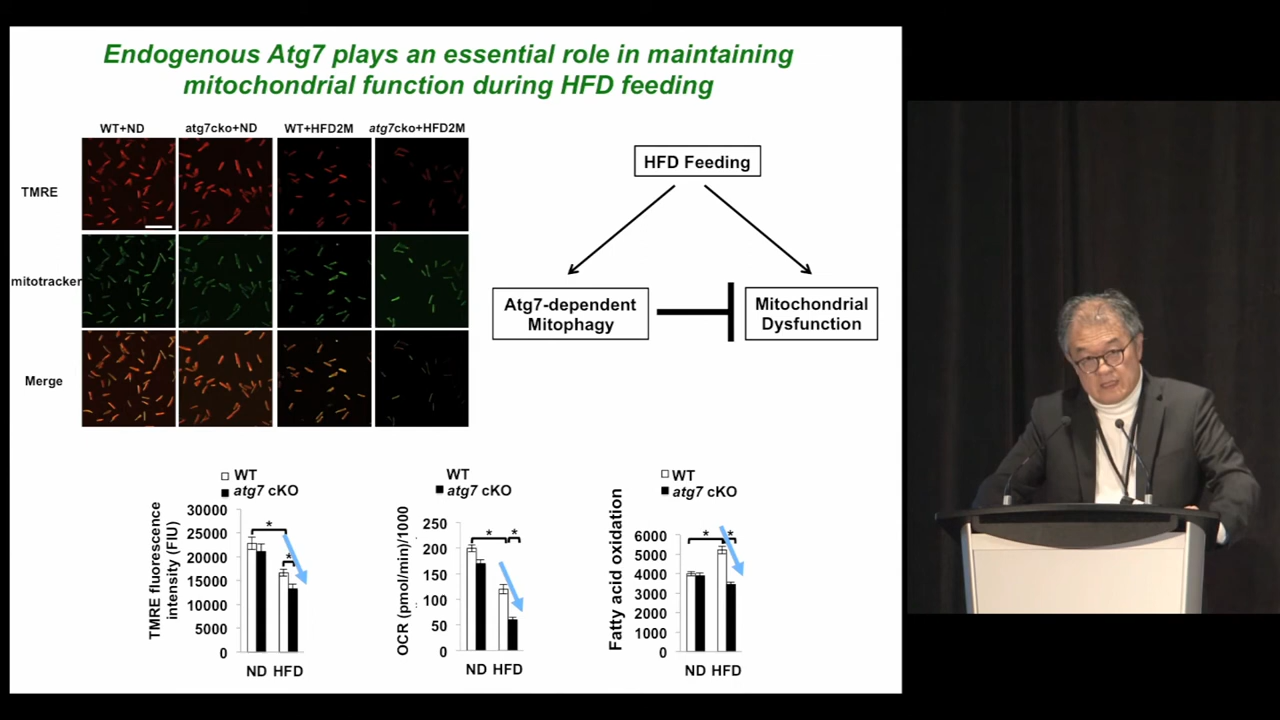 Endogenous Atg7 plays an essential role in maintaining
mitochondrial function during HFD feeding
WT+ND
atg7cko+ND
WT+HFD2M
atg7cko+HFD2M
TMRE
mitotracker
Merge
HFD Feeding
Atg7-dependent
Mitophagy
Mitochondrial
Dysfunction
WT
atg7 cKO
TMRE fluorescence
intensity (FIU)
30000
25000
20000
15000
10000
5000
0
*
*
ND HFD
WT
atg7 cKO
OCR (pmol/min)/1000
250
200
150
100
50
0
*
*
ND HFD
WT
atg7 cKO
Fatty acid oxidation
6000
5000
4000
3000
2000
1000
0
*
*
ND HFD